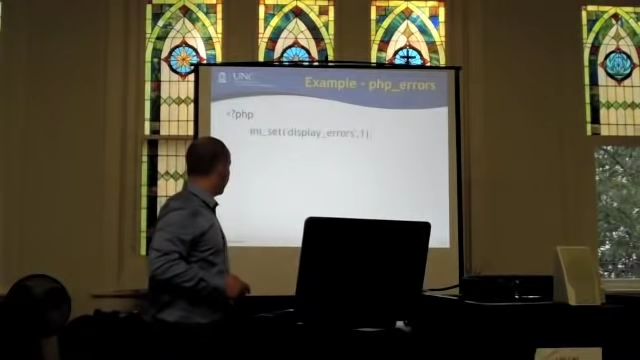 UNC
Example - php_errors
<?php
ini_set('display_errors',1);